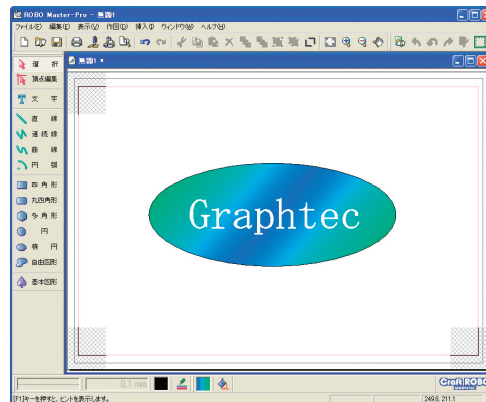 ROBO Master-Pro - 無題1
ファイル(F) 編集(E) 表示(V) 作図(D) 挿入(I) ウィンドウ(W) ヘルプ(H)
無題1 *
選択
頂点編集
文字
直線
連続線
曲線
円弧
四角形
丸四角形
多角形
円
楕円
自由図形
基本図形
Graphtec
0.1 mm
Craft ROBO
[F1]キーを押すと、ヒントを表示します。
249.8, 211.1